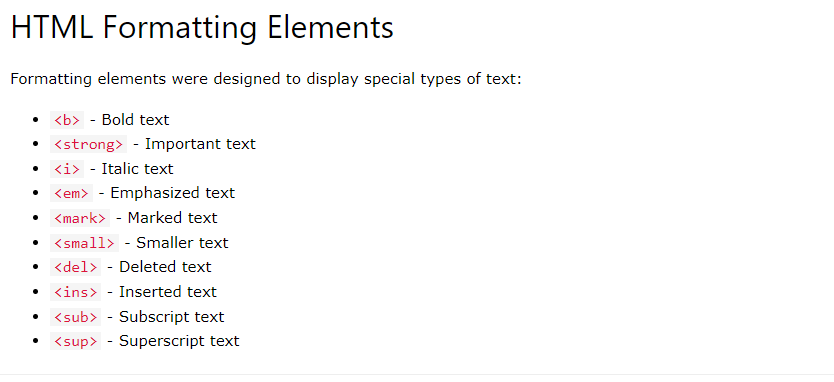 HTML Formatting Elements
Formatting elements were designed to display special types of text:
• <b> - Bold text
• <strong> - Important text
• <i> - Italic text
• <em> - Emphasized text
• <mark> - Marked text
• <small> - Smaller text
• <del> - Deleted text
• <ins> - Inserted text
• <sub> - Subscript text
• <sup> - Superscript text